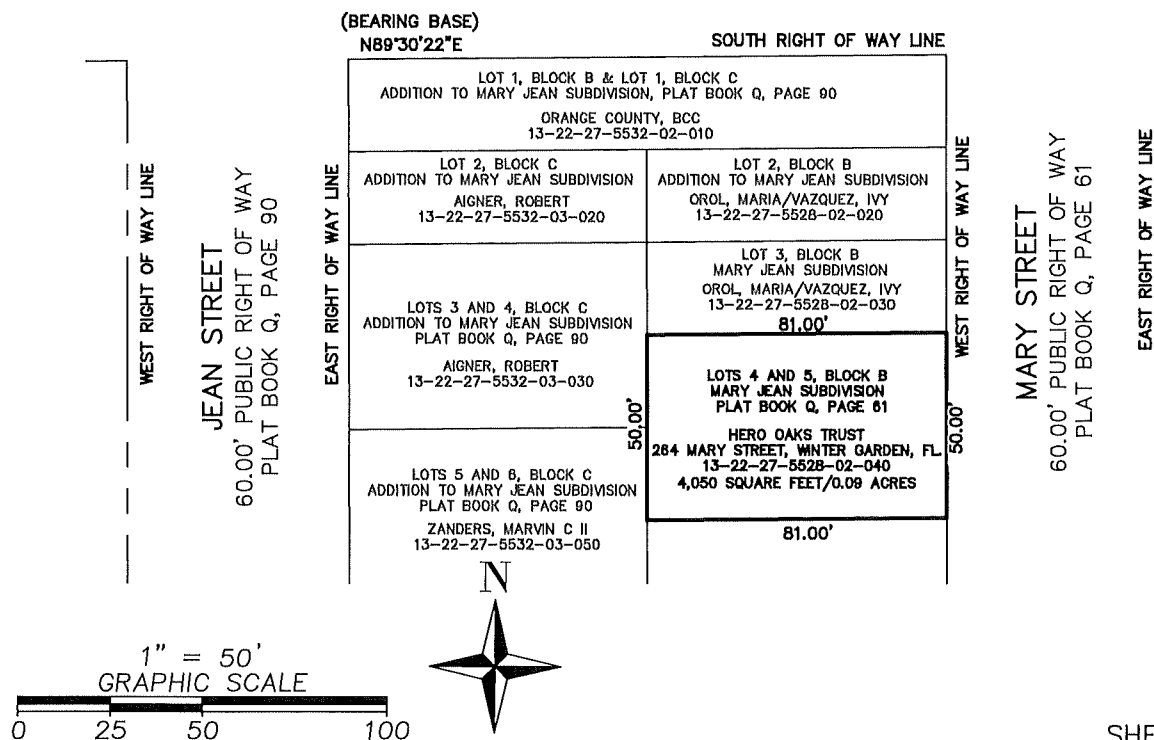 (BEARING BASE)
N89°30'22"E
SOUTH RIGHT OF WAY LINE
LOT 1, BLOCK B & LOT 1, BLOCK C
ADDITION TO MARY JEAN SUBDIVISION, PLAT BOOK Q, PAGE 90
ORANGE COUNTY, BCC
13-22-27-5532-02-010
LOT 2, BLOCK C
ADDITION TO MARY JEAN SUBDIVISION
AIGNER, ROBERT
13-22-27-5532-03-020
LOT 2, BLOCK B
ADDITION TO MARY JEAN SUBDIVISION
OROL, MARIA/VAZQUEZ, IVY
13-22-27-5528-02-020
LOT 3, BLOCK B
MARY JEAN SUBDIVISION
OROL, MARIA/VAZQUEZ, IVY
13-22-27-5528-02-030
81.00'
LOTS 3 AND 4, BLOCK C
ADDITION TO MARY JEAN SUBDIVISION
PLAT BOOK Q, PAGE 90
AIGNER, ROBERT
13-22-27-5532-03-030
LOTS 4 AND 5, BLOCK B
MARY JEAN SUBDIVISION
PLAT BOOK Q, PAGE 61
HERO OAKS TRUST
264 MARY STREET, WINTER GARDEN, FL.
13-22-27-5528-02-040
4,050 SQUARE FEET/0.09 ACRES
50.00'
50.00'
81.00'
LOTS 5 AND 6, BLOCK C
ADDITION TO MARY JEAN SUBDIVISION
PLAT BOOK Q, PAGE 90
ZANDERS, MARVIN C II
13-22-27-5532-03-050
WEST RIGHT OF WAY LINE
JEAN STREET
60.00' PUBLIC RIGHT OF WAY
PLAT BOOK Q, PAGE 90
EAST RIGHT OF WAY LINE
WEST RIGHT OF WAY LINE
MARY STREET
60.00' PUBLIC RIGHT OF WAY
PLAT BOOK Q, PAGE 61
EAST RIGHT OF WAY LINE
N
1" = 50'
GRAPHIC SCALE
0 25 50 100